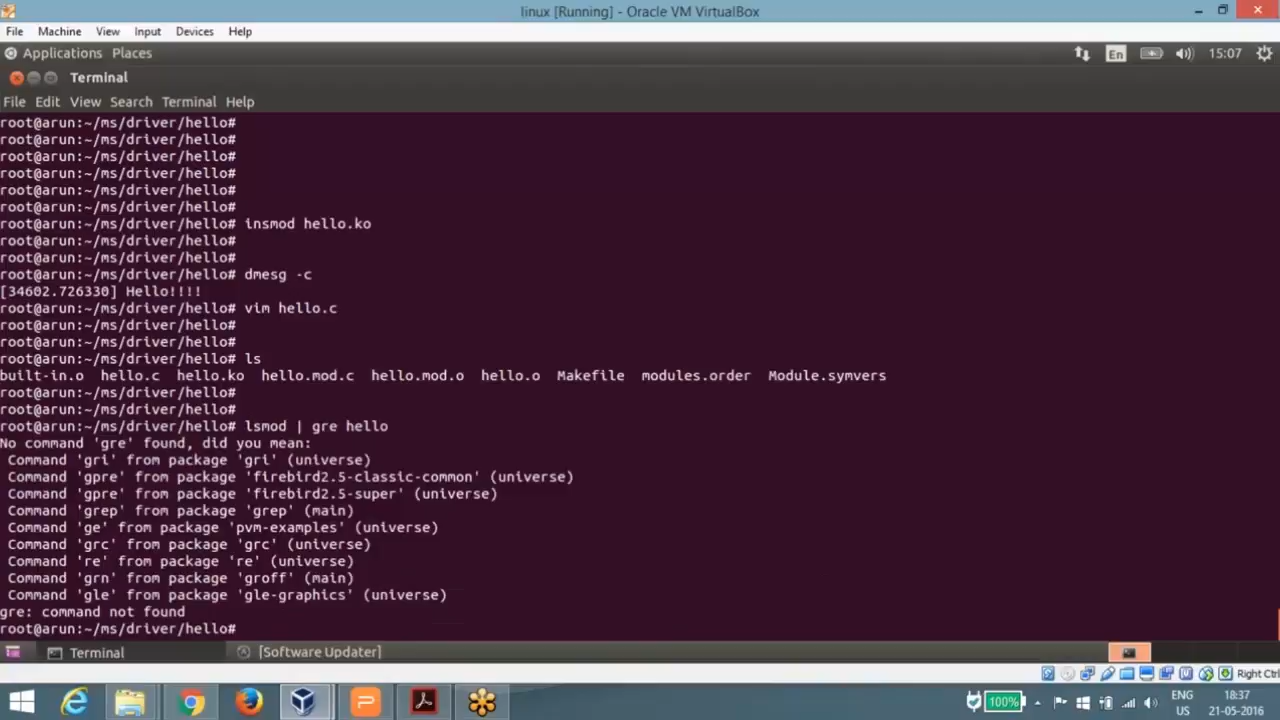 linux [Running] - Oracle VM VirtualBox
File Machine View Input Devices Help
Applications Places En 15:07
Terminal
File Edit View Search Terminal Help
root@arun:~/ms/driver/hello#
root@arun:~/ms/driver/hello#
root@arun:~/ms/driver/hello#
root@arun:~/ms/driver/hello#
root@arun:~/ms/driver/hello#
root@arun:~/ms/driver/hello#
root@arun:~/ms/driver/hello# insmod hello.ko
root@arun:~/ms/driver/hello#
root@arun:~/ms/driver/hello#
root@arun:~/ms/driver/hello# dmesg -c
[34602.726330] Hello!!!!
root@arun:~/ms/driver/hello# vim hello.c
root@arun:~/ms/driver/hello#
root@arun:~/ms/driver/hello#
root@arun:~/ms/driver/hello# ls
built-in.o hello.c hello.ko hello.mod.c hello.mod.o hello.o Makefile modules.order Module.symvers
root@arun:~/ms/driver/hello#
root@arun:~/ms/driver/hello#
root@arun:~/ms/driver/hello# lsmod | gre hello
No command 'gre' found, did you mean:
Command 'gri' from package 'gri' (universe)
Command 'gpre' from package 'firebird2.5-classic-common' (universe)
Command 'gpre' from package 'firebird2.5-super' (universe)
Command 'grep' from package 'grep' (main)
Command 'ge' from package 'pvm-examples' (universe)
Command 'grc' from package 'grc' (universe)
Command 're' from package 're' (universe)
Command 'grn' from package 'groff' (main)
Command 'gle' from package 'gle-graphics' (universe)
gre: command not found
root@arun:~/ms/driver/hello#
Terminal [Software Updater]
Right Ctrl
100% ENG 18:37
US 21-05-2016